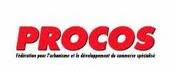 PROCOS
Fédération pour l'urbanisme et le développement du commerce spécialisé